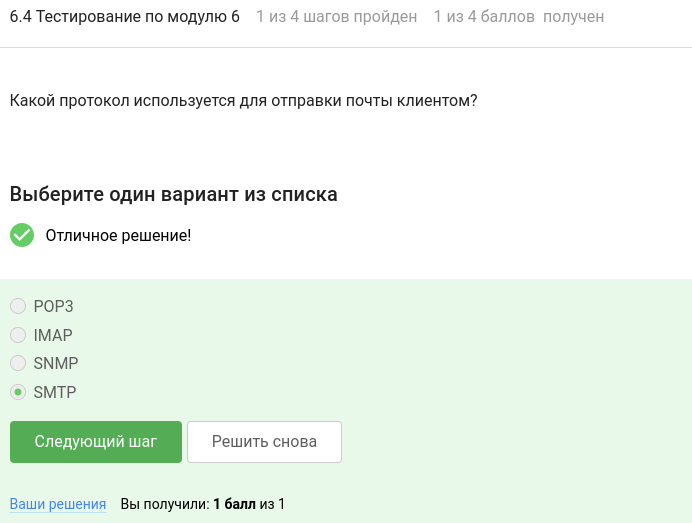 6.4 Тестирование по модулю 6 1 из 4 шагов пройден 1 из 4 баллов получен
Какой протокол используется для отправки почты клиентом?
Выберите один вариант из списка
Отличное решение!
POP3
IMAP
SNMP
SMTP
Следующий шаг Решить снова
Ваши решения Вы получили: 1 балл из 1